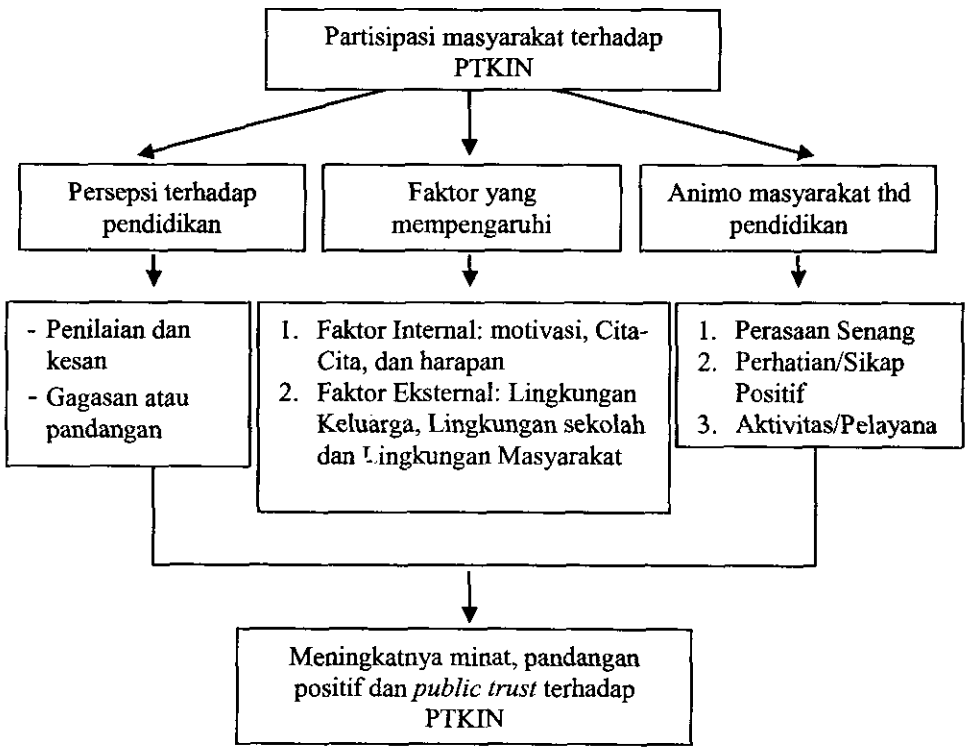 Partisipasi masyarakat terhadap
PTKIN
Persepsi terhadap
pendidikan
Faktor yang
mempengaruhi
Animo masyarakat thd
pendidikan
- Penilaian dan
kesan
- Gagasan atau
pandangan
1. Faktor Internal: motivasi, Cita-
Cita, dan harapan
2. Faktor Eksternal: Lingkungan
Keluarga, Lingkungan sekolah
dan Lingkungan Masyarakat
1. Perasaan Senang
2. Perhatian/Sikap
Positif
3. Aktivitas/Pelayana
Meningkatnya minat, pandangan
positif dan public trust terhadap
PTKIN